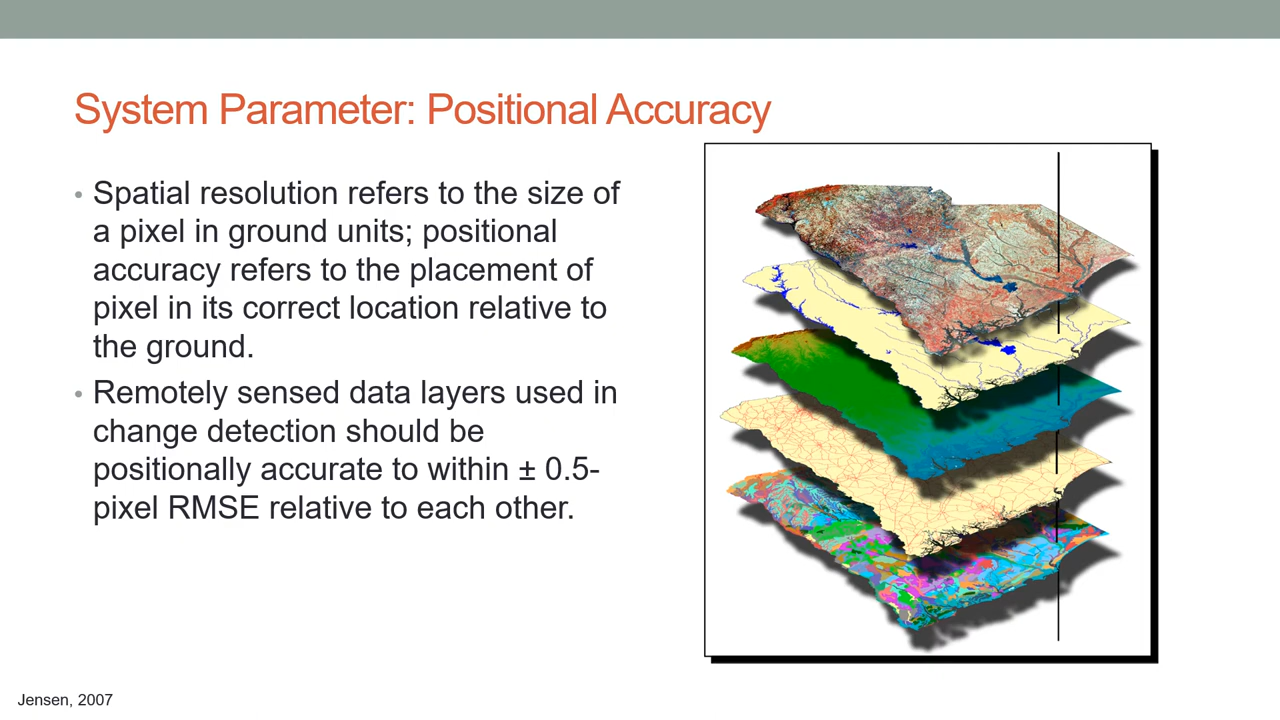 System Parameter: Positional Accuracy
• Spatial resolution refers to the size of
a pixel in ground units; positional
accuracy refers to the placement of
pixel in its correct location relative to
the ground.
• Remotely sensed data layers used in
change detection should be
positionally accurate to within ± 0.5-
pixel RMSE relative to each other.
Jensen, 2007